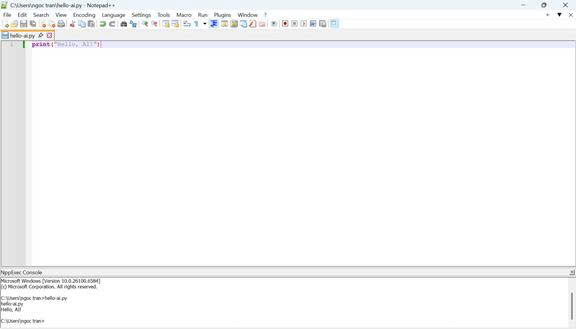 C:\Users\ngoc tran\hello-ai.py - Notepad++
File Edit Search View Encoding Language Settings Tools Macro Run Plugins Window ?
hello-ai.py
1 print("Hello, AI!")
NppExec Console
Microsoft Windows [Version 10.0.26100.6584]
(c) Microsoft Corporation. All rights reserved.
C:\Users\ngoc tran>hello-ai.py
hello-ai.py
Hello, AI!
C:\Users\ngoc tran>